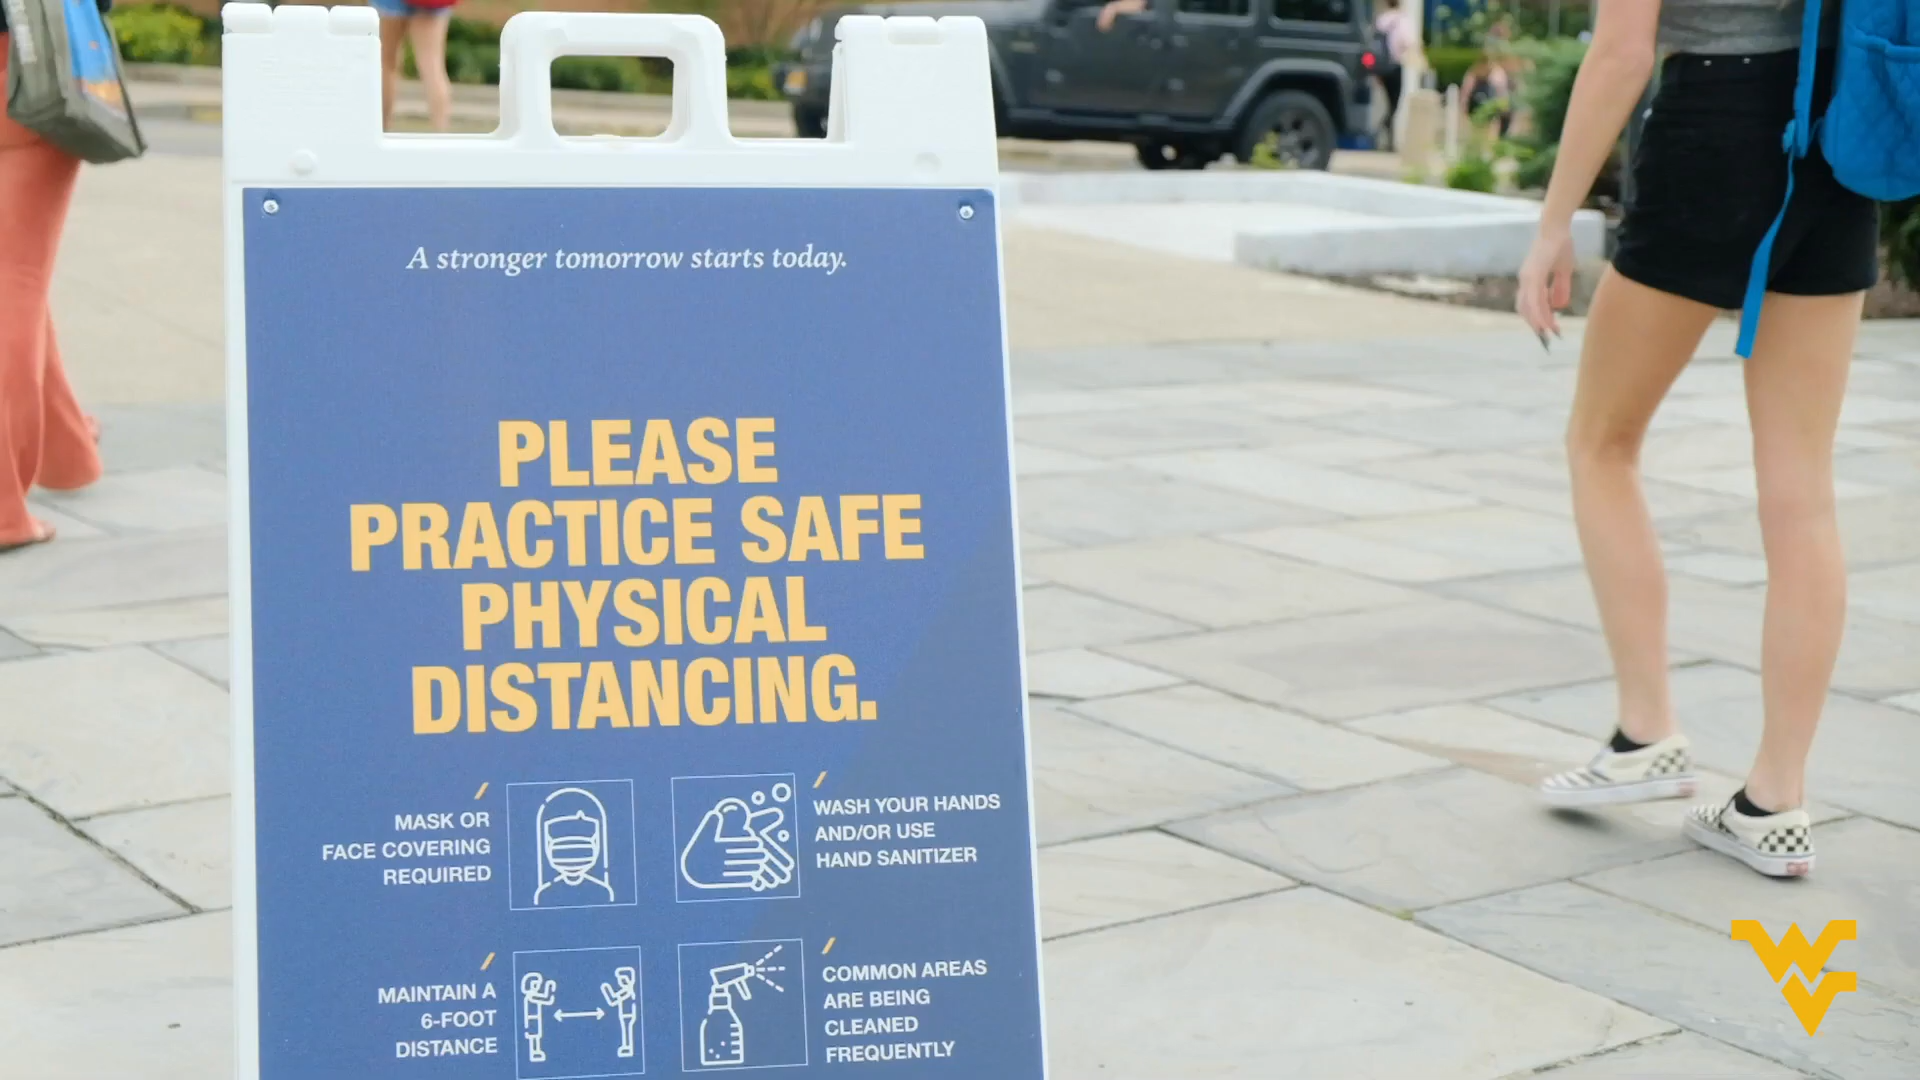 A stronger tomorrow starts today.
PLEASE
PRACTICE SAFE
PHYSICAL
DISTANCING.
MASK OR
FACE COVERING
REQUIRED
WASH YOUR HANDS
AND/OR USE
HAND SANITIZER
MAINTAIN A
6-FOOT
DISTANCE
COMMON AREAS
ARE BEING
CLEANED
FREQUENTLY
WV